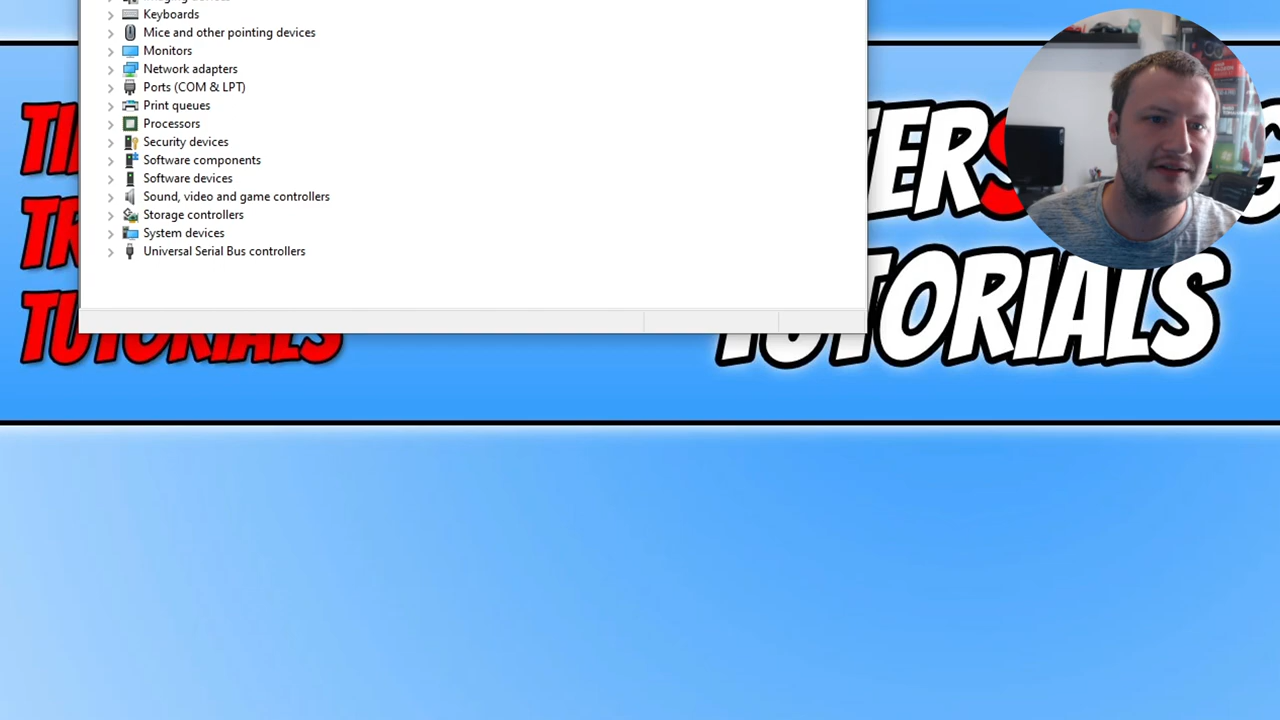 Keyboards
Mice and other pointing devices
Monitors
Network adapters
Ports (COM & LPT)
Print queues
Processors
Security devices
Software components
Software devices
Sound, video and game controllers
Storage controllers
System devices
Universal Serial Bus controllers
TUTORIALS
TUTORIALS